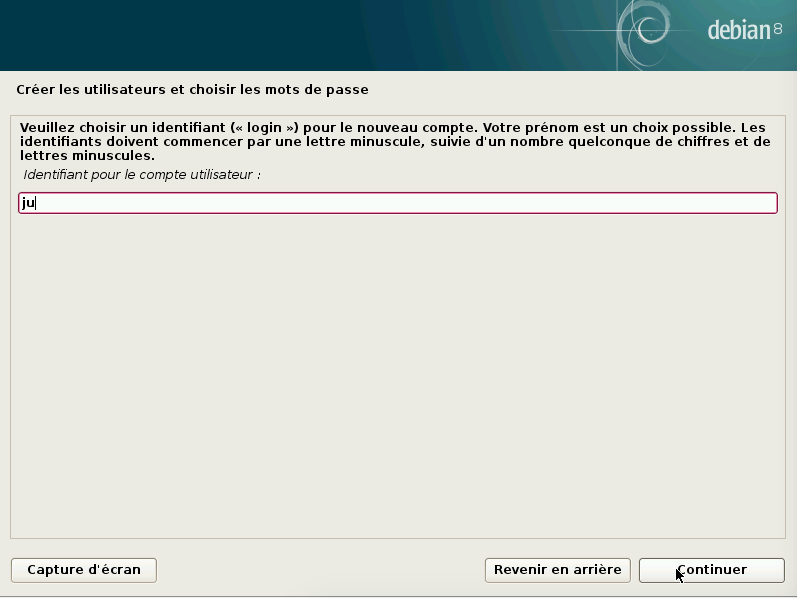 debian 8
Créer les utilisateurs et choisir les mots de passe
Veuillez choisir un identifiant (« login ») pour le nouveau compte. Votre prénom est un choix possible. Les
identifiants doivent commencer par une lettre minuscule, suivie d'un nombre quelconque de chiffres et de
lettres minuscules.
Identifiant pour le compte utilisateur :
ju
Capture d'écran
Revenir en arrière
Continuer